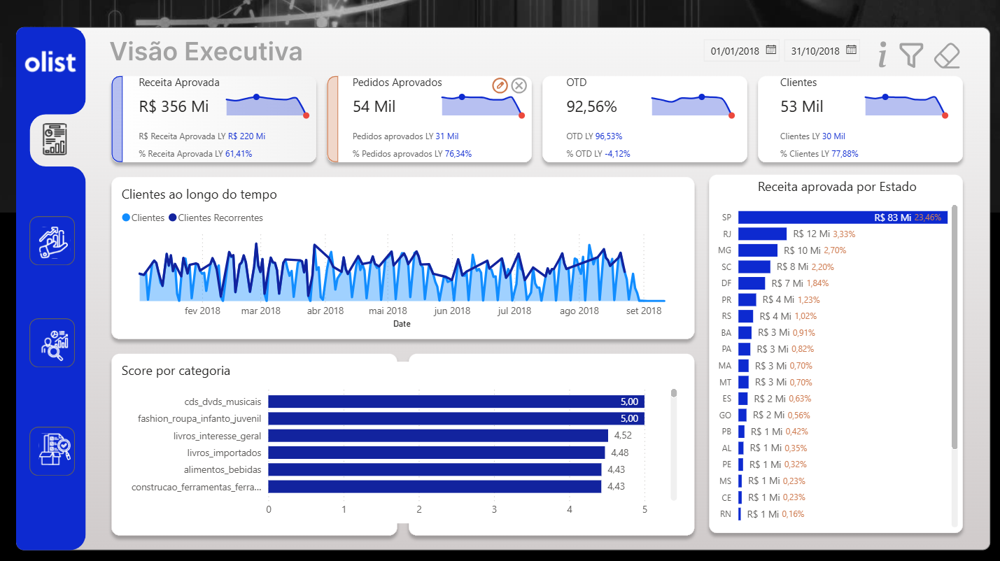 olist
Visão Executiva
01/01/2018
31/10/2018
Receita Aprovada
R$ 356 Mi
R$ Receita Aprovada LY R$ 220 Mi
% Receita Aprovada LY 61,41%
Pedidos Aprovados
54 Mil
Pedidos aprovados LY 31 Mil
% Pedidos aprovados LY 76,34%
OTD
92,56%
OTD LY 96,53%
% OTD LY -4,12%
Clientes
53 Mil
Clientes LY 30 Mil
% Clientes LY 77,88%
Clientes ao longo do tempo
Clientes Clientes Recorrentes
fev 2018 mar 2018 abr 2018 mai 2018 jun 2018 jul 2018 ago 2018 set 2018
Date
Score por categoria
cds_dvds_musicais 5,00
fashion_roupa_infanto_juvenil 5,00
livros_interesse_geral 4,52
livros_importados 4,48
alimentos_bebidas 4,43
construcao_ferramentas_ferra... 4,43
0 1 2 3 4 5
Receita aprovada por Estado
SP R$ 83 Mi 23,46%
RJ R$ 12 Mi 3,33%
MG R$ 10 Mi 2,70%
SC R$ 8 Mi 2,20%
DF R$ 7 Mi 1,84%
PR R$ 4 Mi 1,23%
RS R$ 4 Mi 1,02%
BA R$ 3 Mi 0,91%
PA R$ 3 Mi 0,82%
MA R$ 3 Mi 0,70%
MT R$ 3 Mi 0,70%
ES R$ 2 Mi 0,63%
GO R$ 2 Mi 0,56%
PB R$ 1 Mi 0,42%
AL R$ 1 Mi 0,35%
PE R$ 1 Mi 0,32%
MS R$ 1 Mi 0,23%
CE R$ 1 Mi 0,23%
RN R$ 1 Mi 0,16%